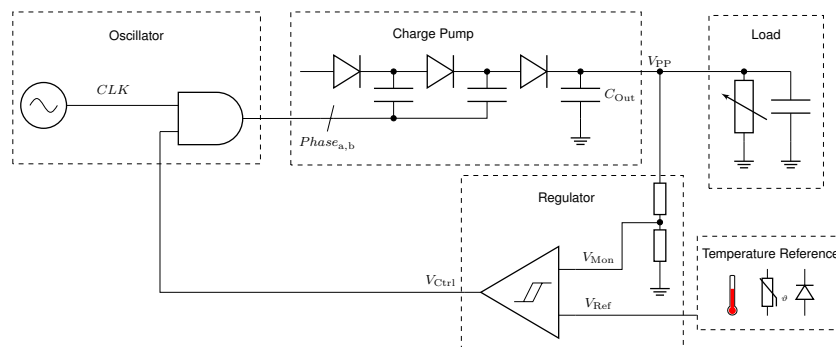 Oscillator
Charge Pump
Load
CLK
V_PP
C_Out
Phase_a,b
Regulator
V_Mon
Temperature Reference
V_Ctrl
V_Ref
ϑ